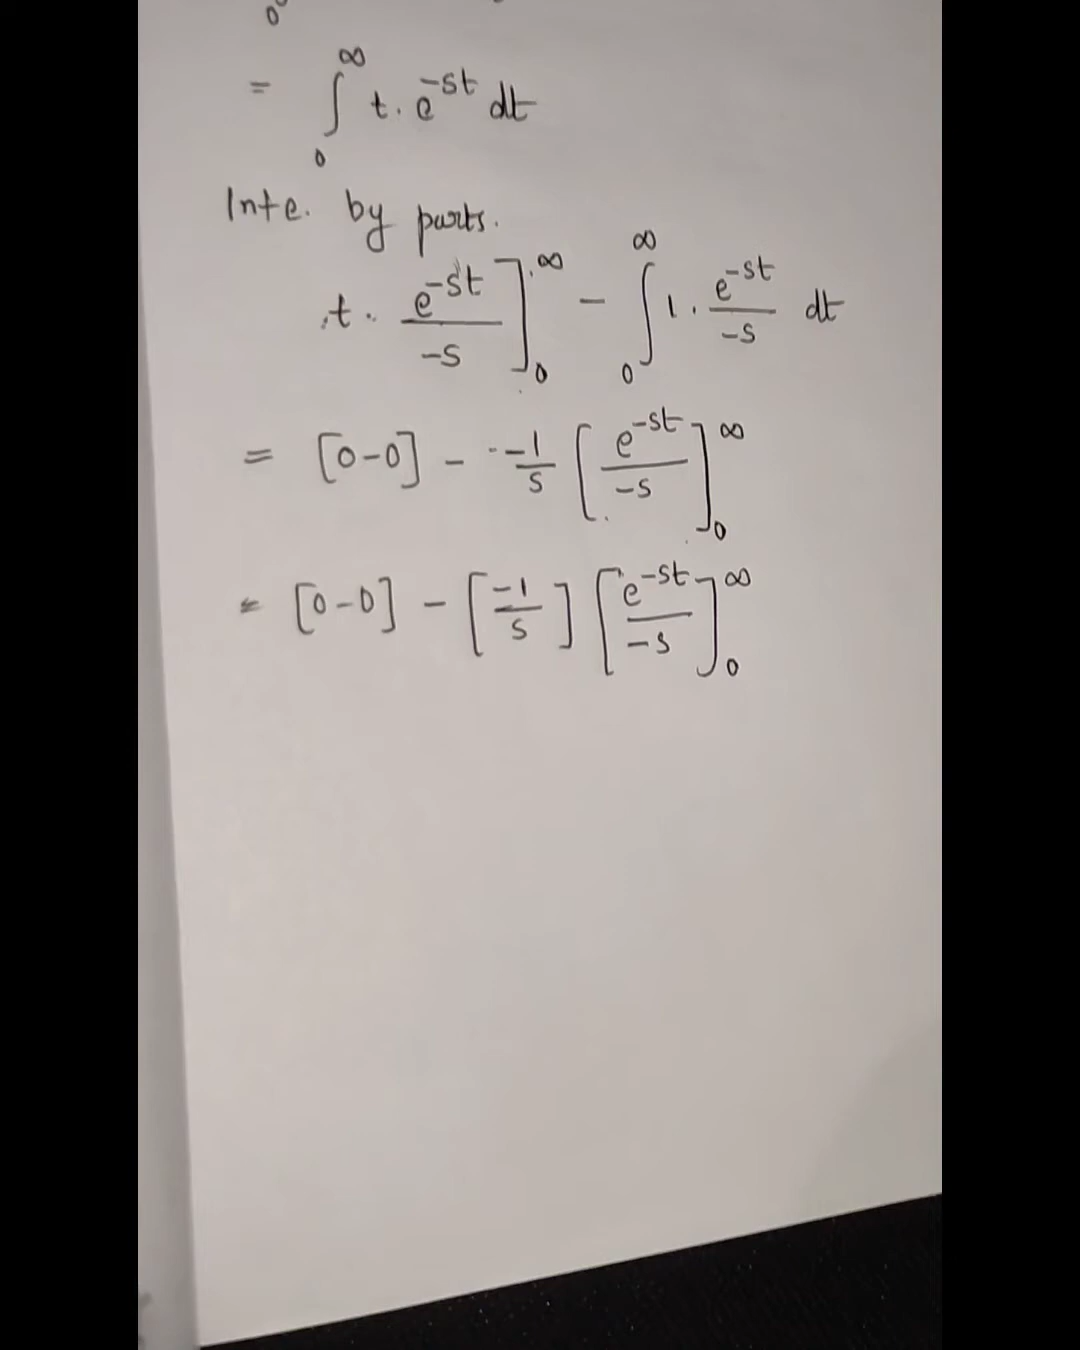 0
= ∫₀^∞ t. e^-st dt
Inte. by parts.
t. e^-st/-s ]₀^∞ - ∫₀^∞ 1. e^-st/-s dt
= [0-0] - -1/s [e^-st/-s]₀^∞
= [0-0] - [-1/s] [e^-st/-s]₀^∞